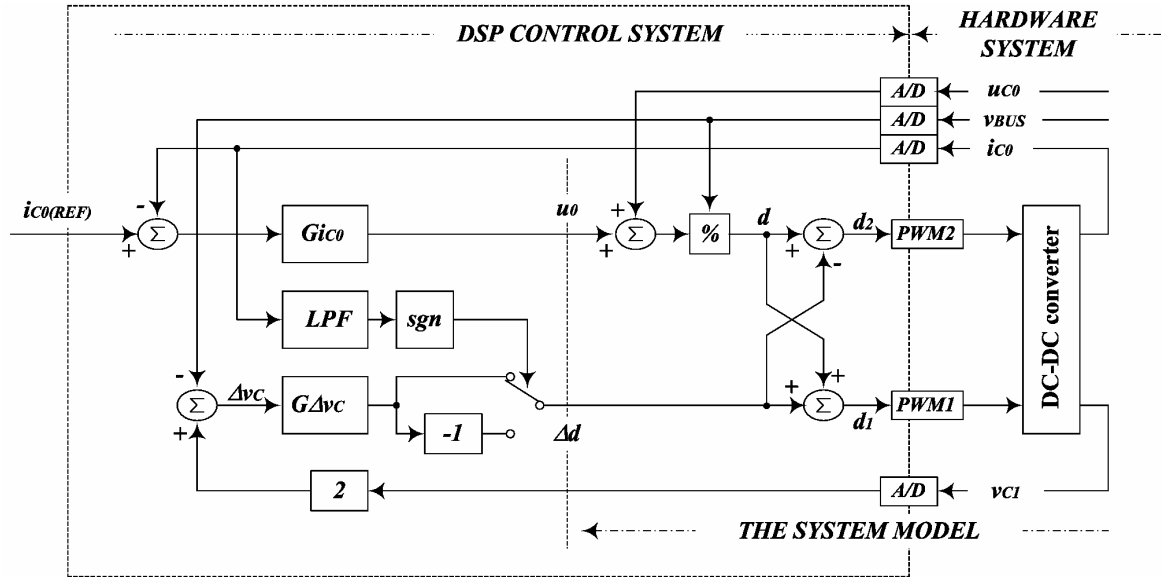 DSP CONTROL SYSTEM
HARDWARE
SYSTEM
A/D
uC0
A/D
vBUS
A/D
iC0
iC0(REF)
-
+
Σ
GiC0
u0
+
+
Σ
%
d
+
-
Σ
d2
PWM2
LPF
sgn
DC-DC converter
-
+
Σ
ΔvC
GΔvC
-1
Δd
+
+
Σ
d1
PWM1
2
A/D
vC1
THE SYSTEM MODEL